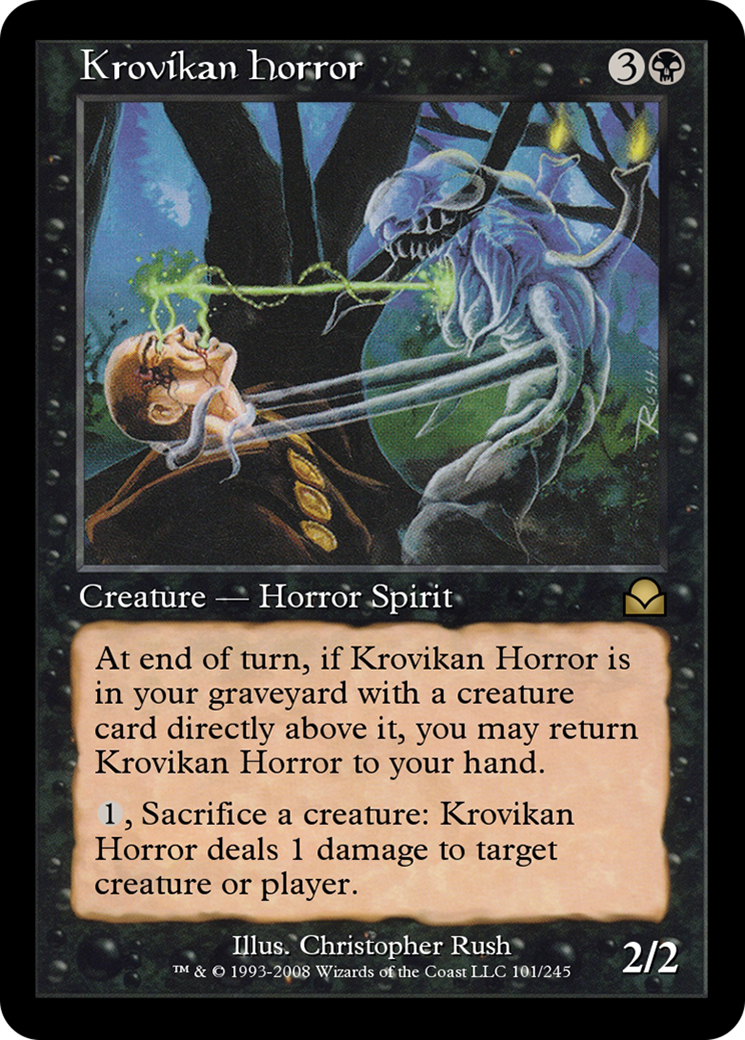 Krovikan Horror
3
RUSH
Creature — Horror Spirit
At end of turn, if Krovikan Horror is
in your graveyard with a creature
card directly above it, you may return
Krovikan Horror to your hand.
1, Sacrifice a creature: Krovikan
Horror deals 1 damage to target
creature or player.
Illus. Christopher Rush
™ & © 1993-2008 Wizards of the Coast LLC 101/245
2/2